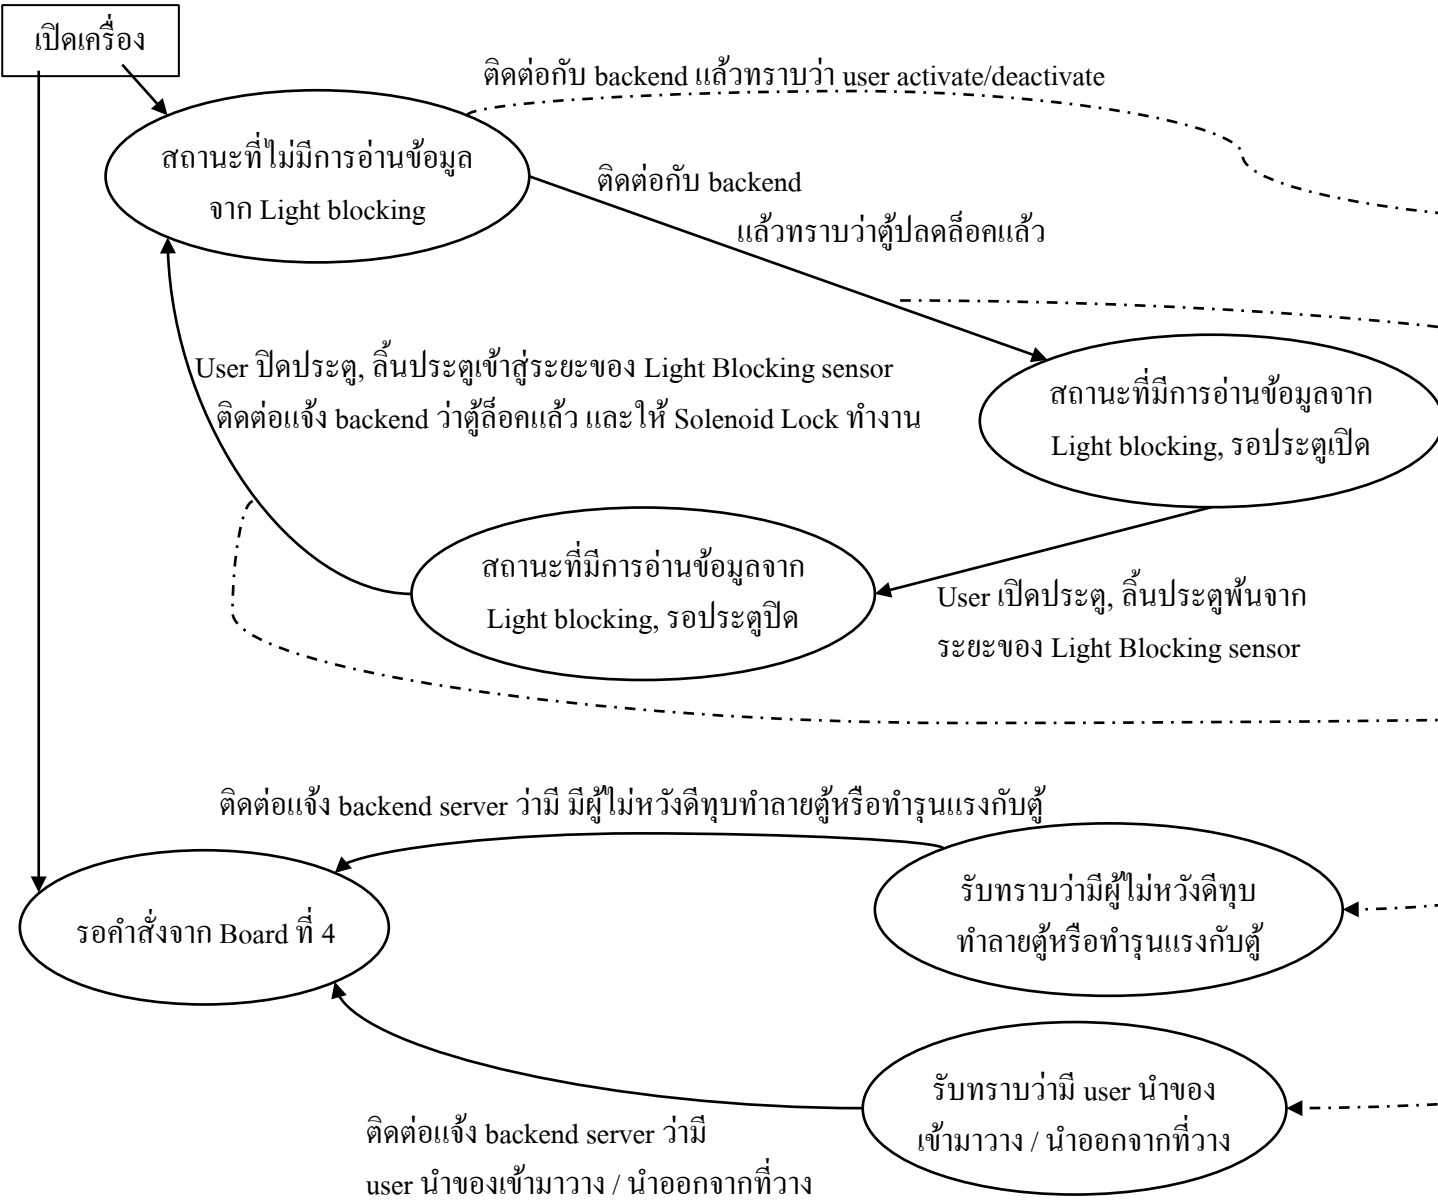 เปิดเครื่อง
ติดต่อกับ backend แล้วทราบว่า user activate/deactivate
สถานะที่ไม่มีการอ่านข้อมูล
จาก Light blocking
ติดต่อกับ backend
แล้วทราบว่าตู้ปลดล็อคแล้ว
User ปิดประตู, ลิ้นประตูเข้าสู่ระยะของ Light Blocking sensor
ติดต่อแจ้ง backend ว่าตู้ล็อคแล้ว และให้ Solenoid Lock ทำงาน
สถานะที่มีการอ่านข้อมูลจาก
Light blocking, รอประตูเปิด
สถานะที่มีการอ่านข้อมูลจาก
Light blocking, รอประตูปิด
User เปิดประตู, ลิ้นประตูพ้นจาก
ระยะของ Light Blocking sensor
ติดต่อแจ้ง backend server ว่ามี มีผู้ไม่หวังดีทุบทำลายตู้หรือทำรุนแรงกับตู้
รอคำสั่งจาก Board ที่ 4
รับทราบว่ามีผู้ไม่หวังดีทุบ
ทำลายตู้หรือทำรุนแรงกับตู้
รับทราบว่ามี user นำของ
เข้ามาวาง / นำออกจากที่วาง
ติดต่อแจ้ง backend server ว่ามี
user นำของเข้ามาวาง / นำออกจากที่วาง